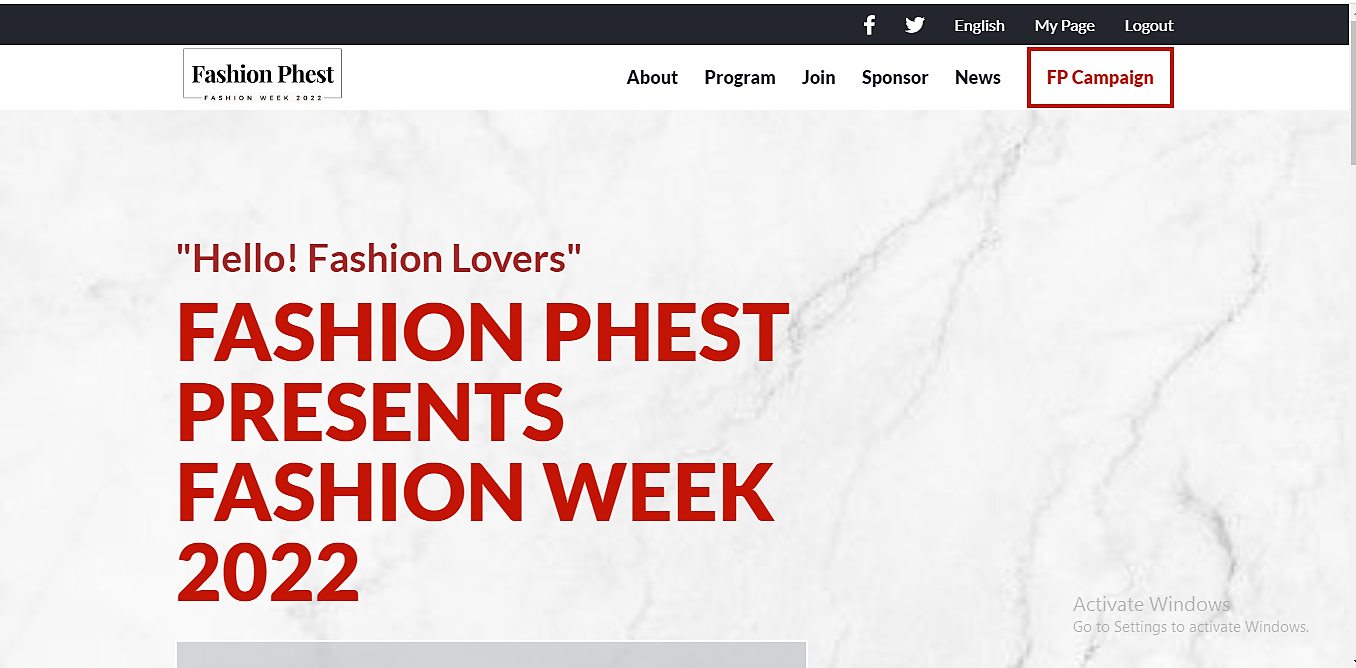 English My Page Logout
Fashion Phest
FASHION WEEK 2022
About Program Join Sponsor News FP Campaign
"Hello! Fashion Lovers"
FASHION PHEST
PRESENTS
FASHION WEEK
2022
Activate Windows
Go to Settings to activate Windows.